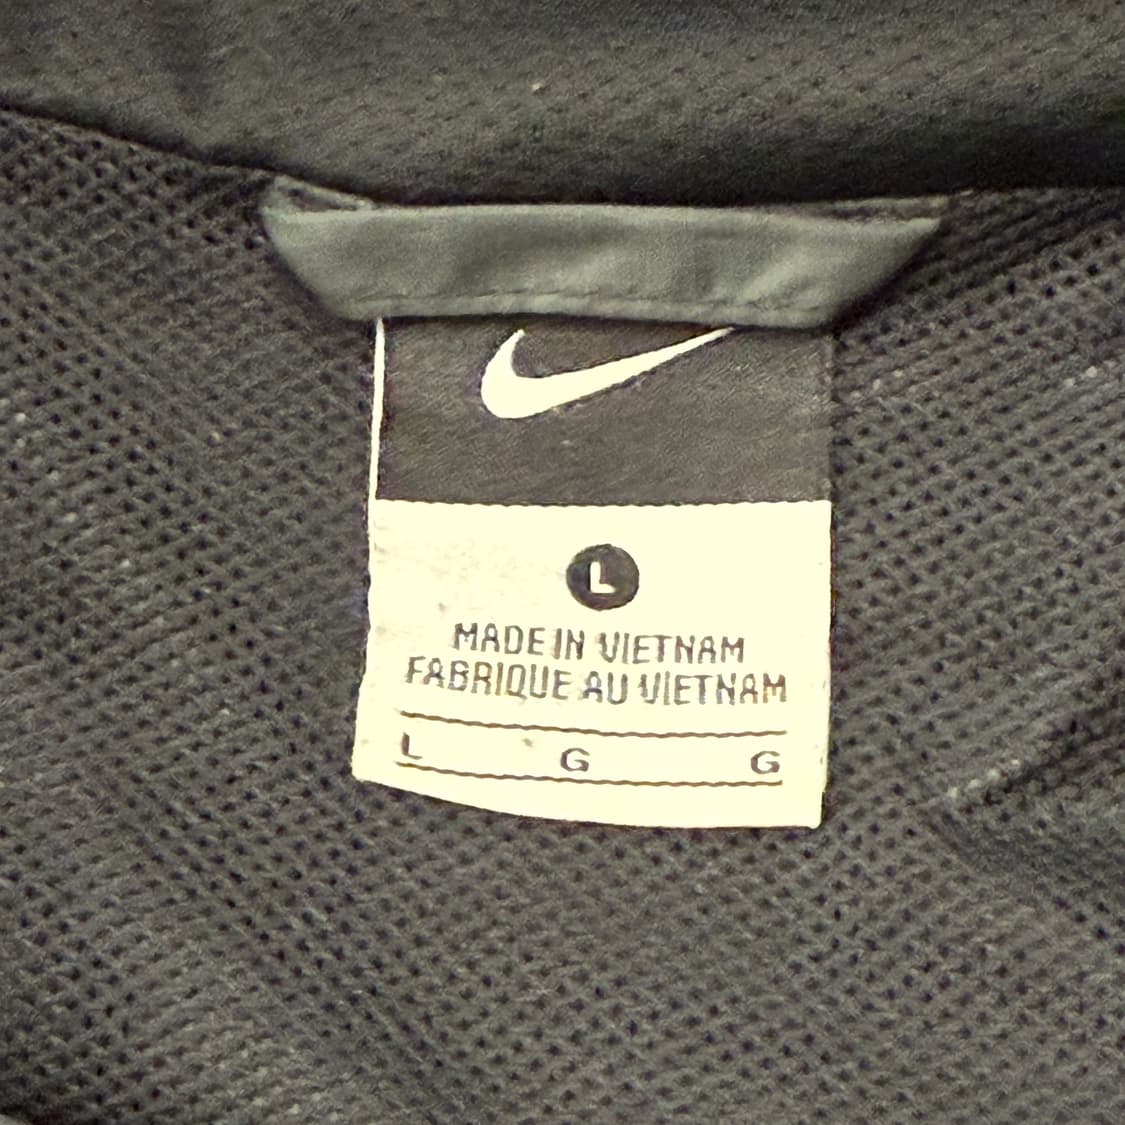 L
MADE IN VIETNAM
FABRIQUE AU VIETNAM
L G G